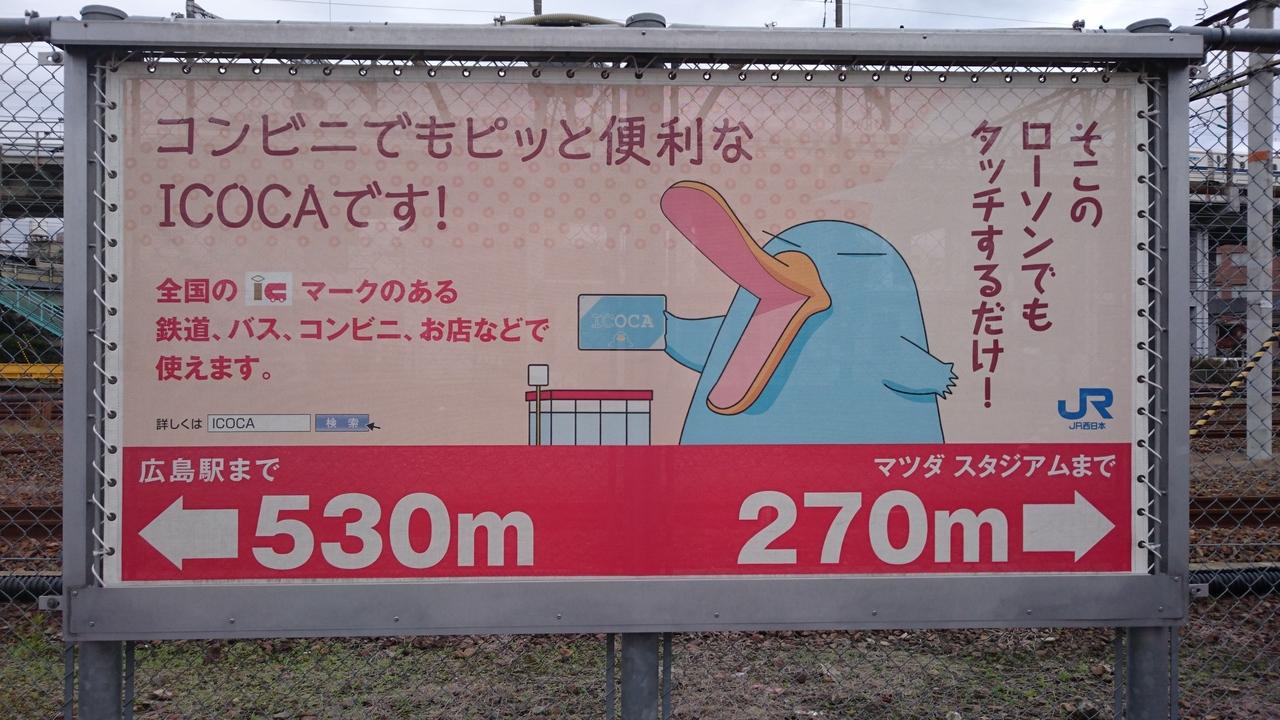 コンビニでもピッと便利な
ICOCAです!
そこの
ローソンでも
タッチするだけ!
全国の マークのある
鉄道、バス、コンビニ、お店などで
使えます。
ICOCA
詳しくは ICOCA 検索
JR
JR西日本
広島駅まで
530m
マツダ スタジアムまで
270m